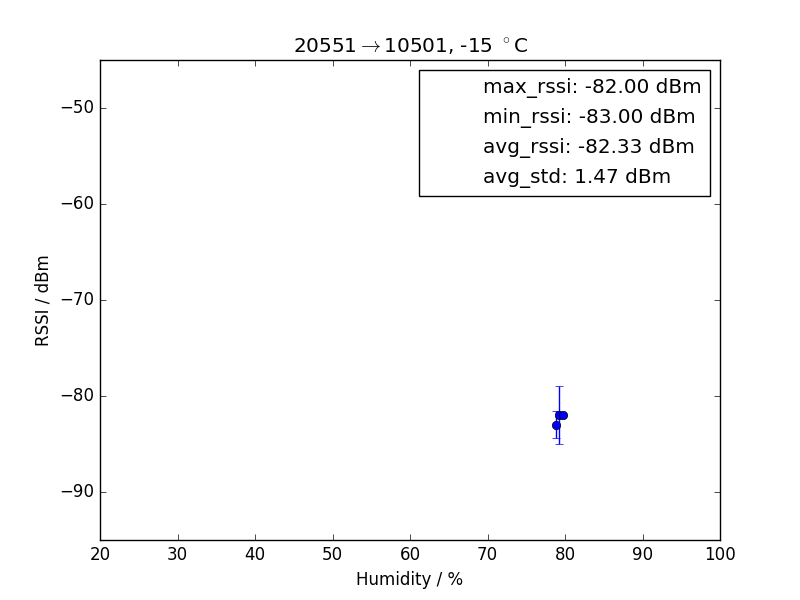 20551→10501, -15 °C
max_rssi: -82.00 dBm
min_rssi: -83.00 dBm
avg_rssi: -82.33 dBm
avg_std: 1.47 dBm
RSSI / dBm
−50
−60
−70
−80
−90
20 30 40 50 60 70 80 90 100
Humidity / %